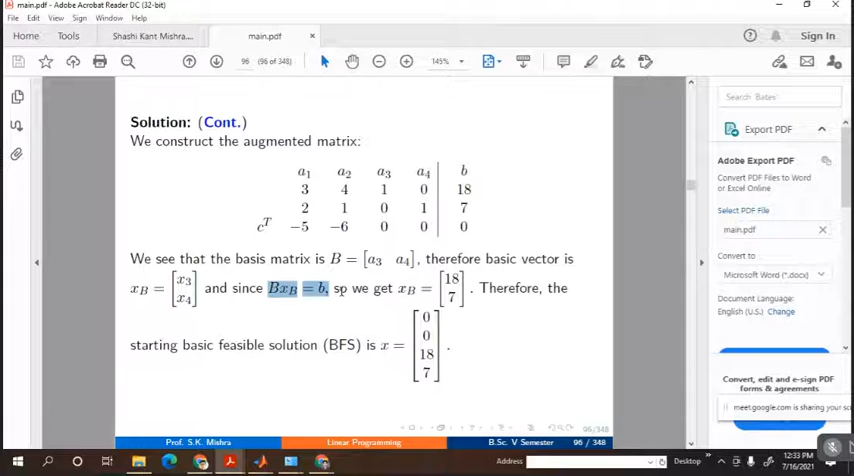 main.pdf - Adobe Acrobat Reader DC (32-bit)
File Edit View Sign Window Help
Home Tools Shashi Kant Mishra... main.pdf × Sign In
96 (96 of 348) 145%
Solution: (Cont.)
We construct the augmented matrix:
a1 a2 a3 a4 b
3 4 1 0 18
2 1 0 1 7
c^T −5 −6 0 0 0
We see that the basis matrix is B = [a3 a4], therefore basic vector is
xB = [x3 x4] and since BxB = b, so we get xB = [18 7]. Therefore, the
starting basic feasible solution (BFS) is x = [0 0 18 7].
96/348
Prof. S.K. Mishra Linear Programming B.Sc. V Semester 96 / 348
Search 'Bates'
Export PDF
Adobe Export PDF
Convert PDF Files to Word
or Excel Online
Select PDF File
main.pdf ×
Convert to
Microsoft Word (*.docx)
Document Language:
English (U.S.) Change
Convert, edit and e-sign PDF
forms & agreements
meet.google.com is sharing your scr
Address Desktop
12:33 PM
7/16/2021